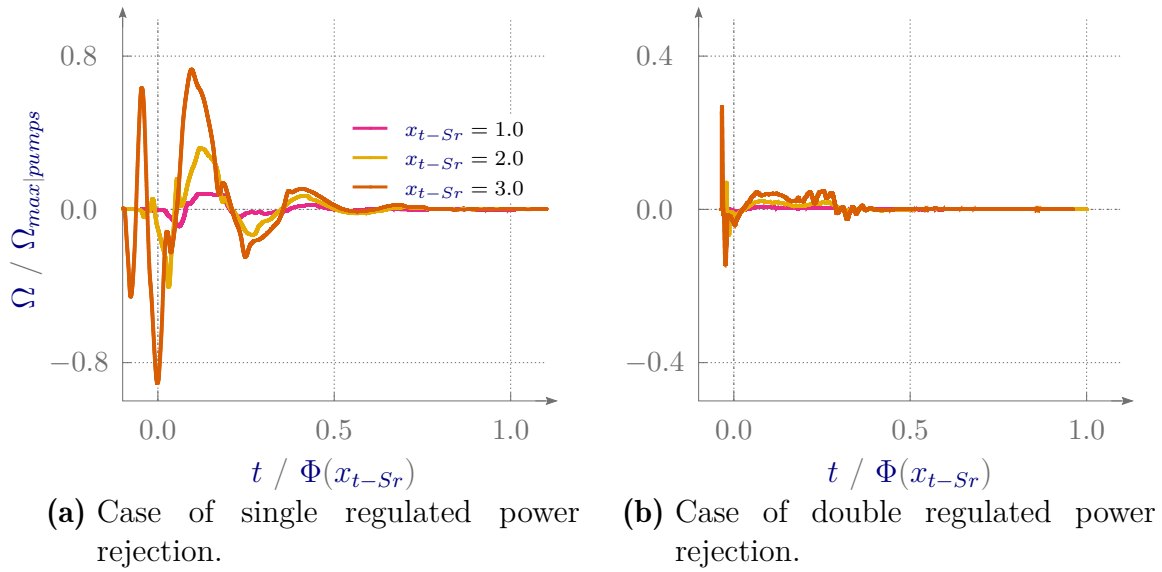 0.8
0.0
−0.8
Ω / Ω_{max|pumps}
x_{t−Sr} = 1.0
x_{t−Sr} = 2.0
x_{t−Sr} = 3.0
0.0 0.5 1.0
t / Φ(x_{t−Sr})
(a) Case of single regulated power
rejection.
0.4
0.0
−0.4
0.0 0.5 1.0
t / Φ(x_{t−Sr})
(b) Case of double regulated power
rejection.